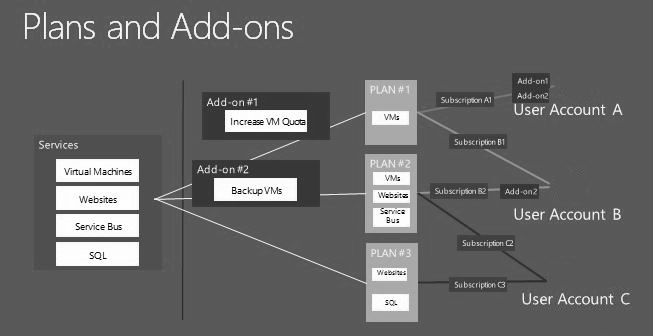 Plans and Add-ons
Services
Virtual Machines
Websites
Service Bus
SQL
Add-on #1
Increase VM Quota
Add-on #2
Backup VMs
PLAN #1
VMs
PLAN #2
VMs
Websites
Service
Bus
PLAN #3
Websites
SQL
Subscription A1
Add-on1
Add-on2
User Account A
Subscription B1
Subscription B2
Add-on2
User Account B
Subscription C2
Subscription C3
User Account C